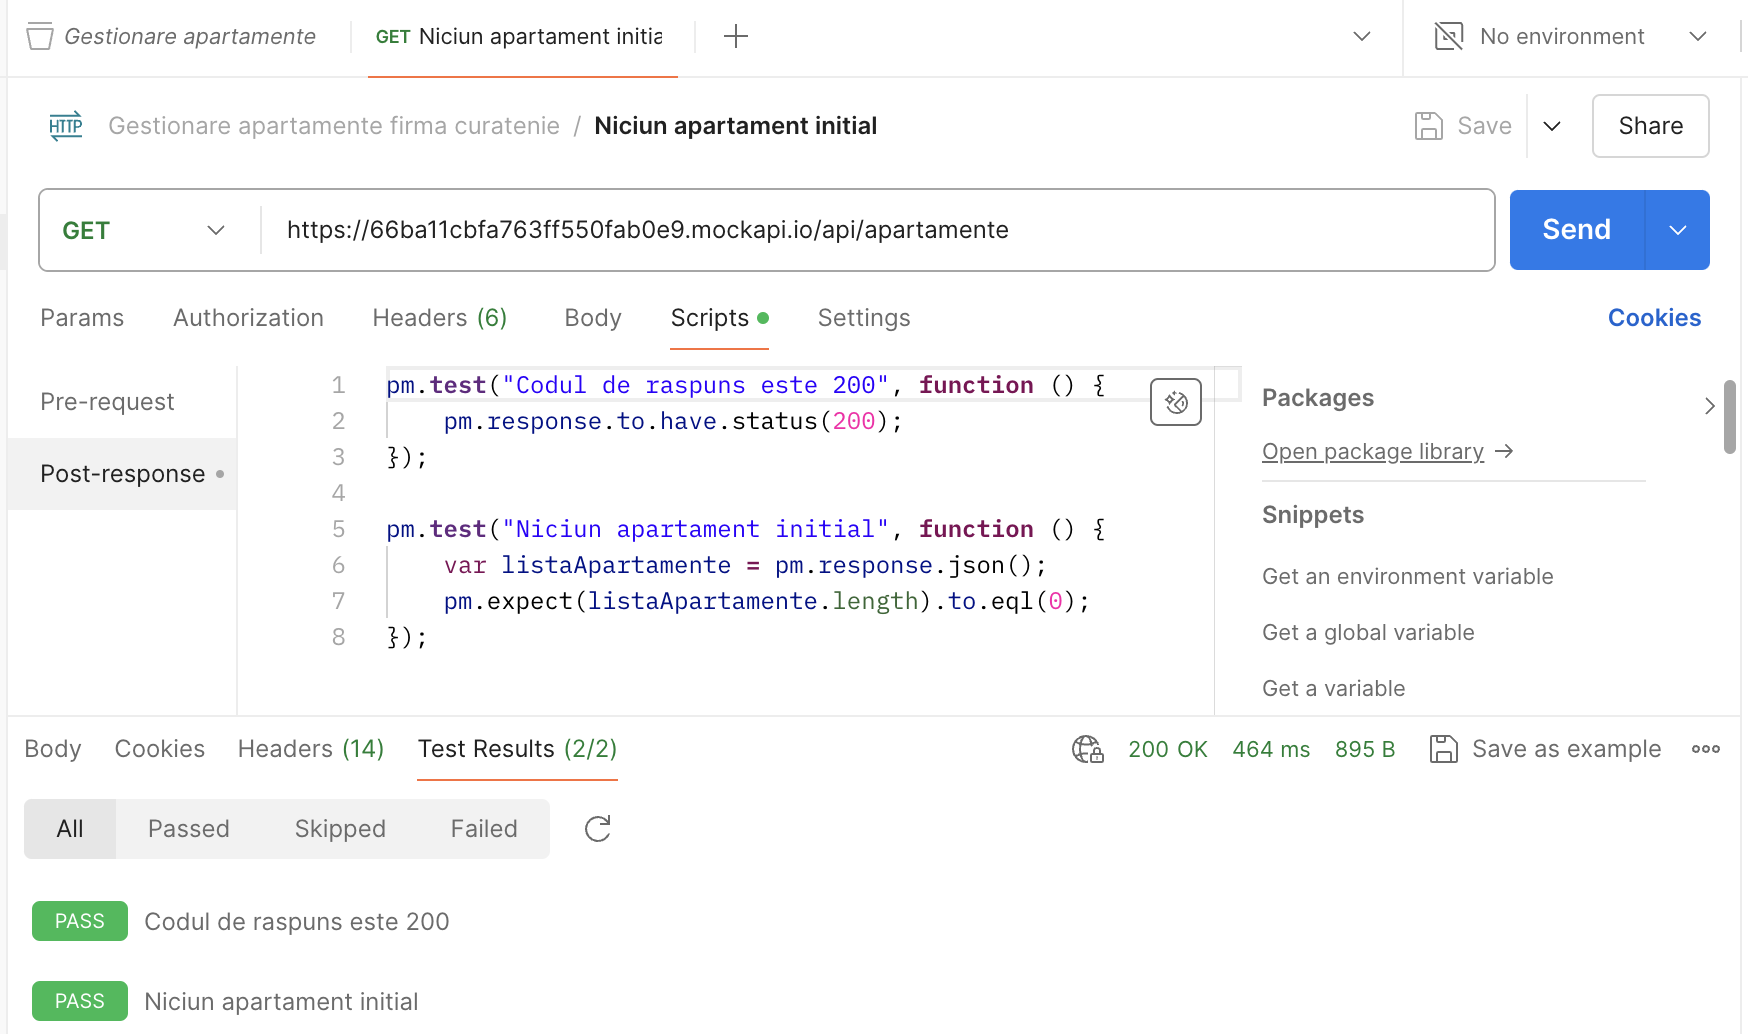 Gestionare apartamente
GET Niciun apartament initia
No environment
HTTP
Gestionare apartamente firma curatenie / Niciun apartament initial
Save
Share
GET
https://66ba11cbfa763ff550fab0e9.mockapi.io/api/apartamente
Send
Params Authorization Headers (6) Body Scripts Settings
Cookies
Pre-request
Post-response
1 pm.test("Codul de raspuns este 200", function () {
2 pm.response.to.have.status(200);
3 });
4
5 pm.test("Niciun apartament initial", function () {
6 var listaApartamente = pm.response.json();
7 pm.expect(listaApartamente.length).to.eql(0);
8 });
Packages
Open package library →
Snippets
Get an environment variable
Get a global variable
Get a variable
Body Cookies Headers (14) Test Results (2/2)
200 OK 464 ms 895 B Save as example
All Passed Skipped Failed
PASS Codul de raspuns este 200
PASS Niciun apartament initial